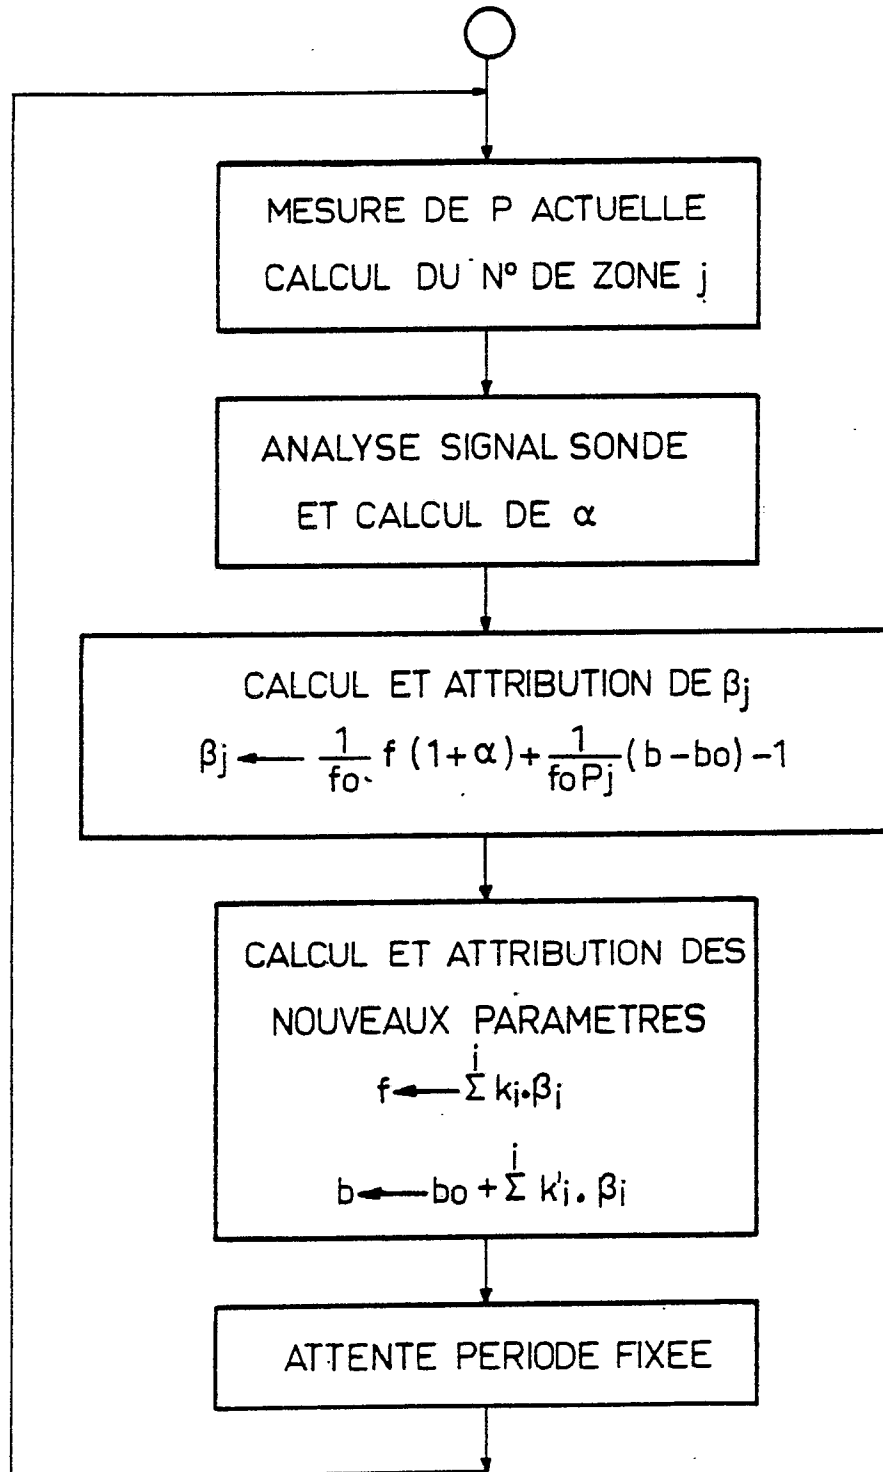 MESURE DE P ACTUELLE
CALCUL DU N° DE ZONE j
ANALYSE SIGNAL SONDE
ET CALCUL DE α
CALCUL ET ATTRIBUTION DE βj
βj ← 1/fo f (1+α) + 1/foPj (b-bo) -1
CALCUL ET ATTRIBUTION DES
NOUVEAUX PARAMETRES
f ← i Σ ki.βi
b ← bo + i Σ k'i.βi
ATTENTE PERIODE FIXEE